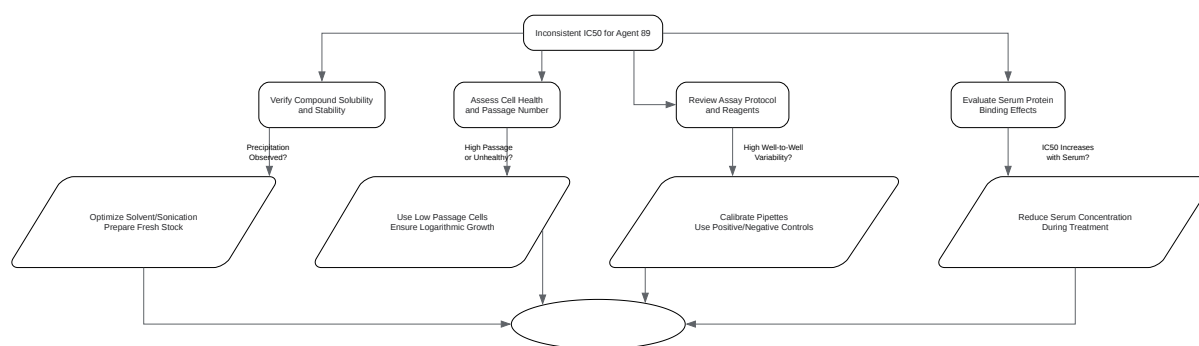 Inconsistent IC50 for Agent 89
Verify Compound Solubility
and Stability
Assess Cell Health
and Passage Number
Review Assay Protocol
and Reagents
Evaluate Serum Protein
Binding Effects
Precipitation
Observed?
High Passage
or Unhealthy?
High Well-to-Well
Variability?
IC50 Increases
with Serum?
Optimize Solvent/Sonication
Prepare Fresh Stock
Use Low Passage Cells
Ensure Logarithmic Growth
Calibrate Pipettes
Use Positive/Negative Controls
Reduce Serum Concentration
During Treatment